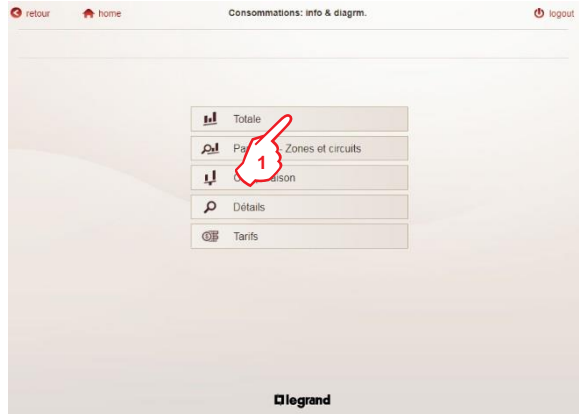 retour home Consommations: info & diagrm. logout
Totale
Zones et circuits
1
Détails
Tarifs
legrand